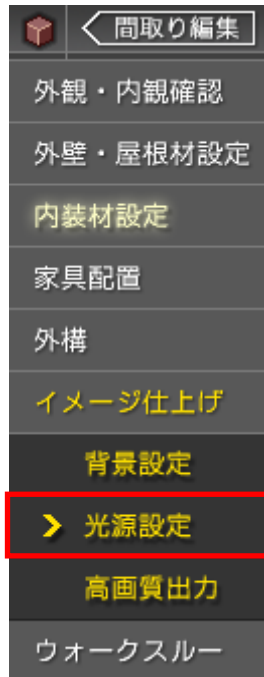 間取り編集
外観・内観確認
外壁・屋根材設定
内装材設定
家具配置
外構
イメージ仕上げ
背景設定
光源設定
高画質出力
ウォークスルー